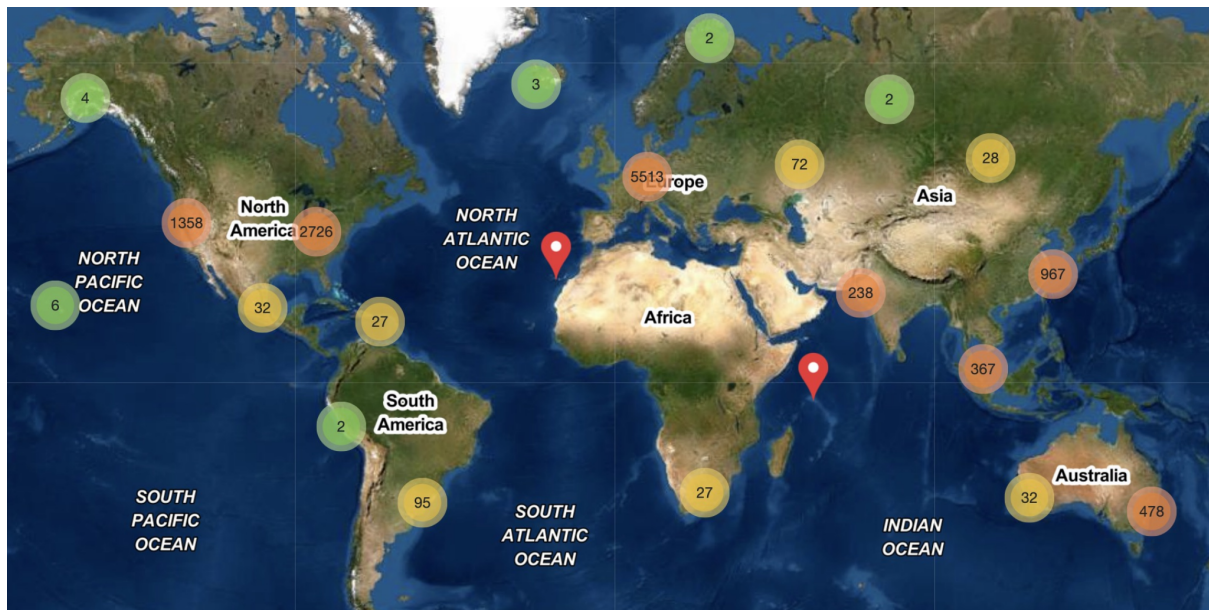 2
3
4
2
28
72
5513
Europe
Asia
North
America
1358
2726
NORTH
ATLANTIC
OCEAN
NORTH
PACIFIC
OCEAN
6
967
238
32
27
Africa
367
South
America
2
Australia
95
27
32
478
SOUTH
PACIFIC
OCEAN
SOUTH
ATLANTIC
OCEAN
INDIAN
OCEAN